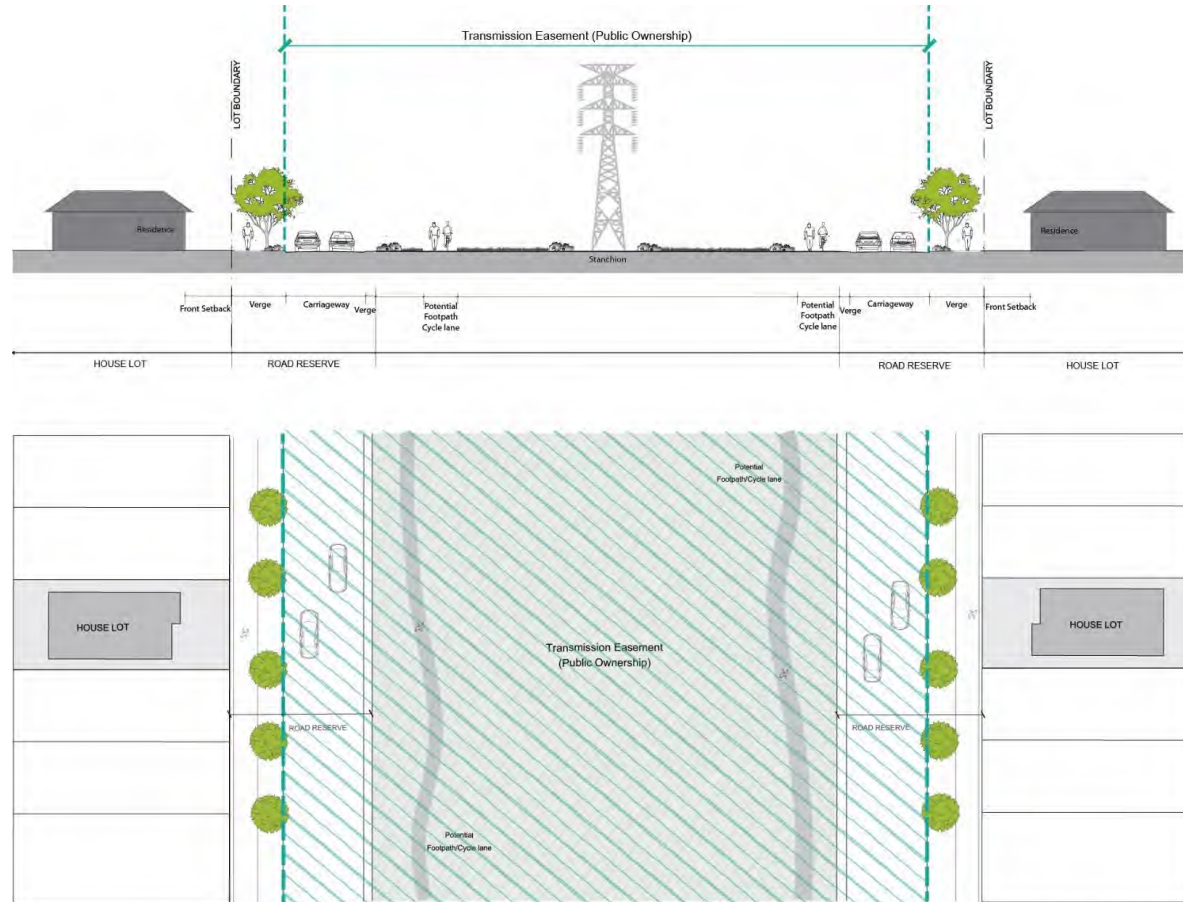 Transmission Easement (Public Ownership)
LOT BOUNDARY
LOT BOUNDARY
Residence
Residence
Stanchion
Front Setback
Verge
Carriageway
Verge
Potential
Footpath
Cycle lane
Potential
Footpath
Cycle lane
Verge
Carriageway
Verge
Front Setback
HOUSE LOT
ROAD RESERVE
ROAD RESERVE
HOUSE LOT
Potential
Footpath/Cycle lane
HOUSE LOT
HOUSE LOT
Transmission Easement
(Public Ownership)
ROAD RESERVE
ROAD RESERVE
Potential
Footpath/Cycle lane